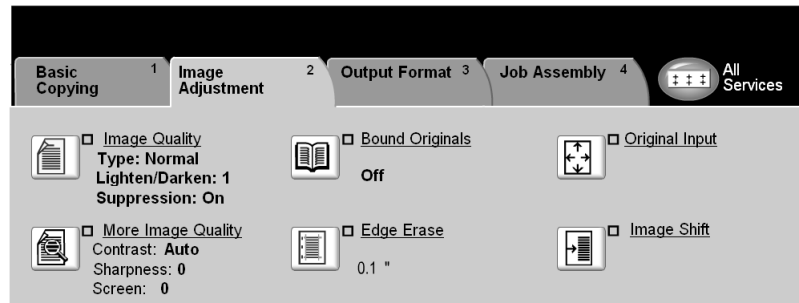 Basic Copying 1
Image Adjustment 2
Output Format 3
Job Assembly 4
All Services
Image Quality
Type: Normal
Lighten/Darken: 1
Suppression: On
Bound Originals
Off
Original Input
More Image Quality
Contrast: Auto
Sharpness: 0
Screen: 0
Edge Erase
0.1 "
Image Shift